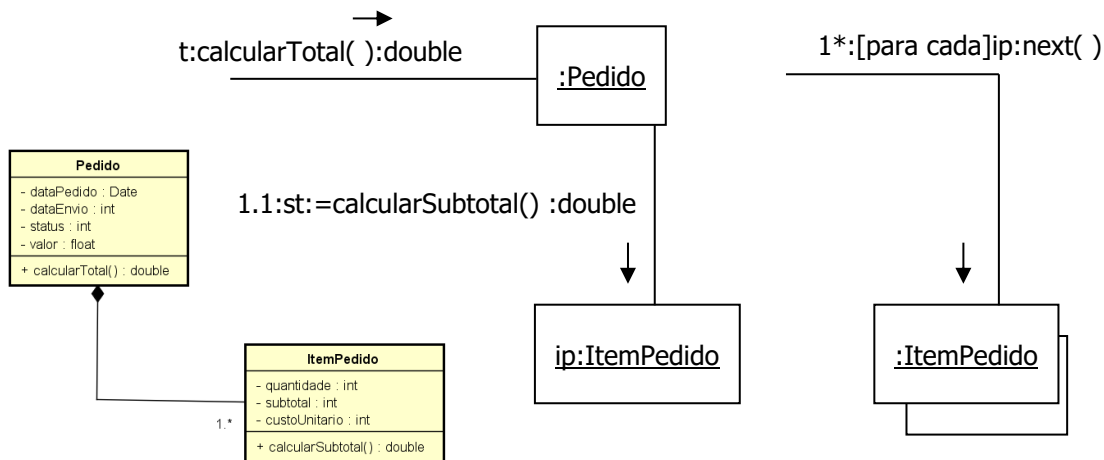 t:calcularTotal( ):double
:Pedido
1*:[para cada]ip:next( )
1.1:st:=calcularSubtotal() :double
ip:ItemPedido
:ItemPedido
Pedido
- dataPedido : Date
- dataEnvio : int
- status : int
- valor : float
+ calcularTotal() : double
1.*
ItemPedido
- quantidade : int
- subtotal : int
- custoUnitario : int
+ calcularSubtotal() : double